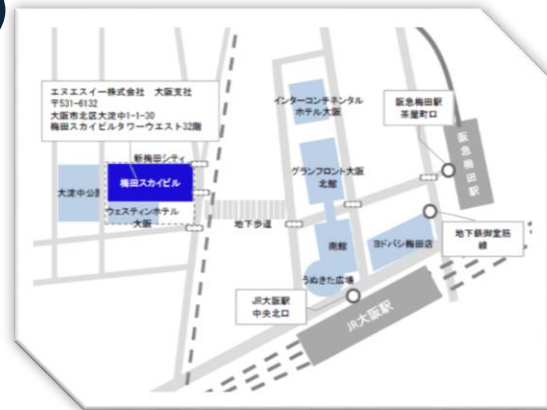 エヌエスイー株式会社 大阪支社
〒531-6132
大阪市北区大淀中1-1-30
梅田スカイビルタワーウエスト32階
インターコンチネンタル
ホテル大阪
阪急梅田駅
茶屋町口
阪急梅田駅
新梅田シティ
梅田スカイビル
大淀中公園
ウェスティンホテル
大阪
グランフロント大阪
北館
地下歩道
南館
ヨドバシ梅田店
地下鉄御堂筋
線
うめきた広場
JR大阪駅
中央北口
JR大阪駅